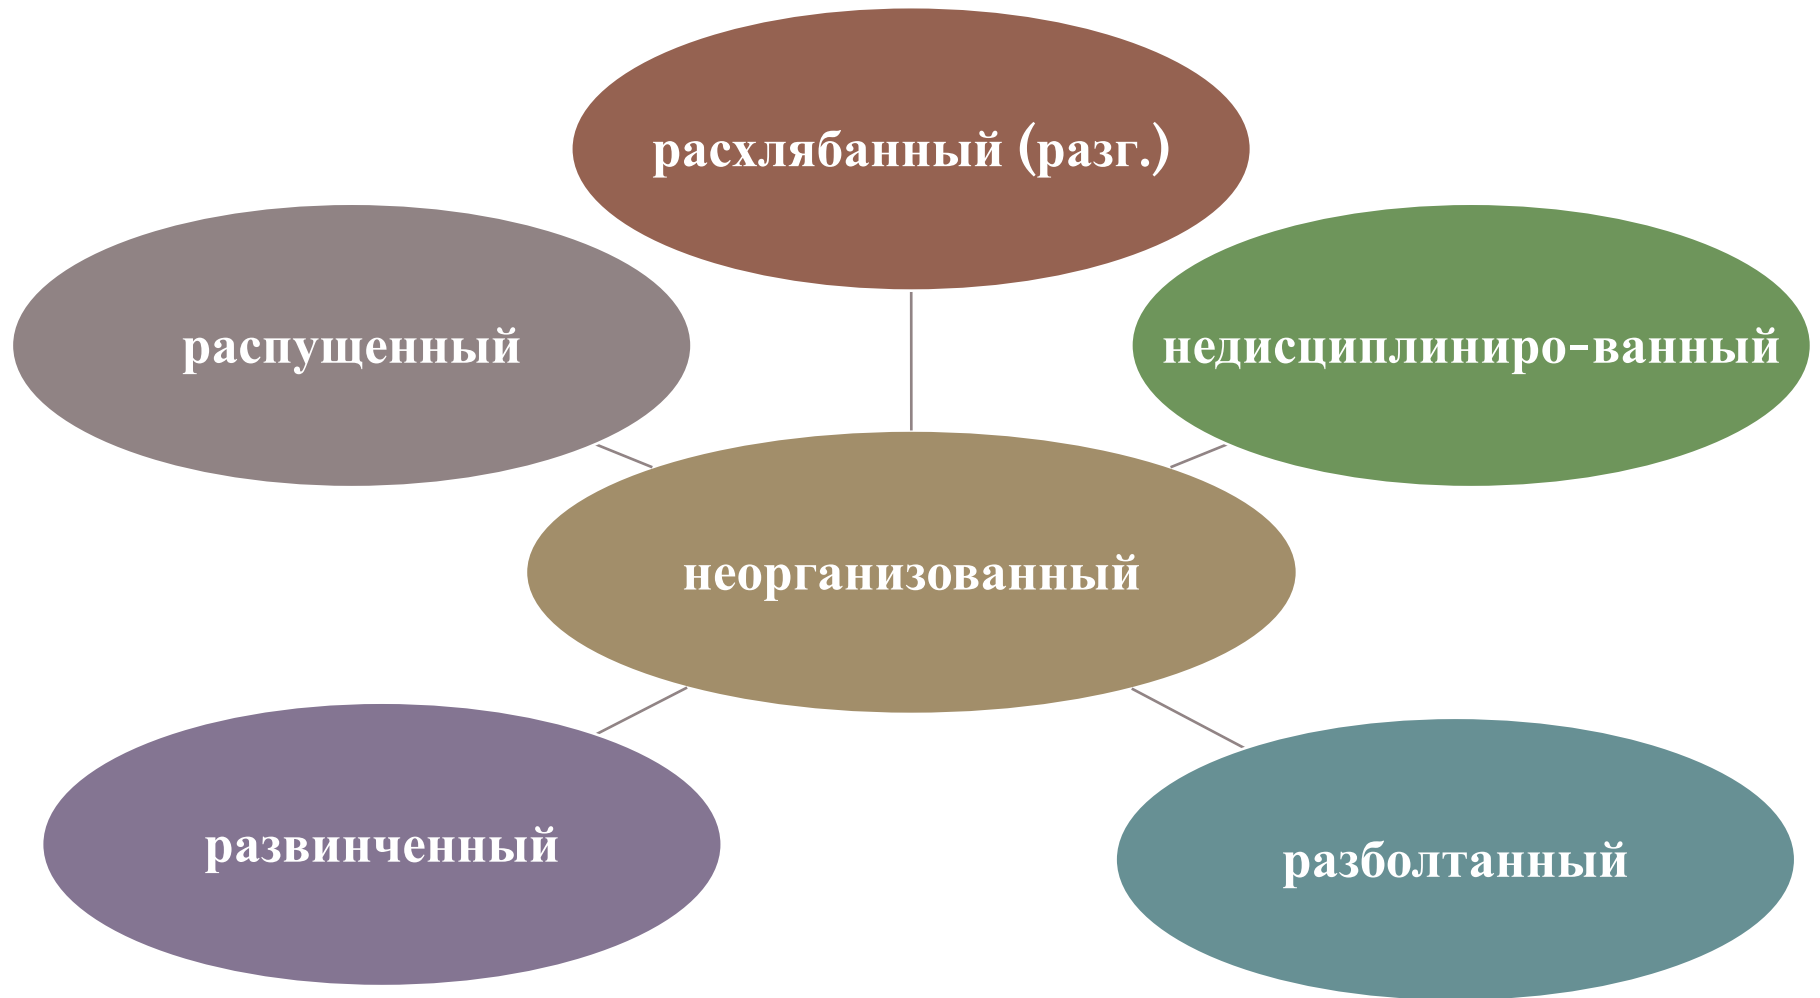 расхлябанный (разг.)
распущенный
недисциплиниро-ванный
неорганизованный
развинченный
разболтанный